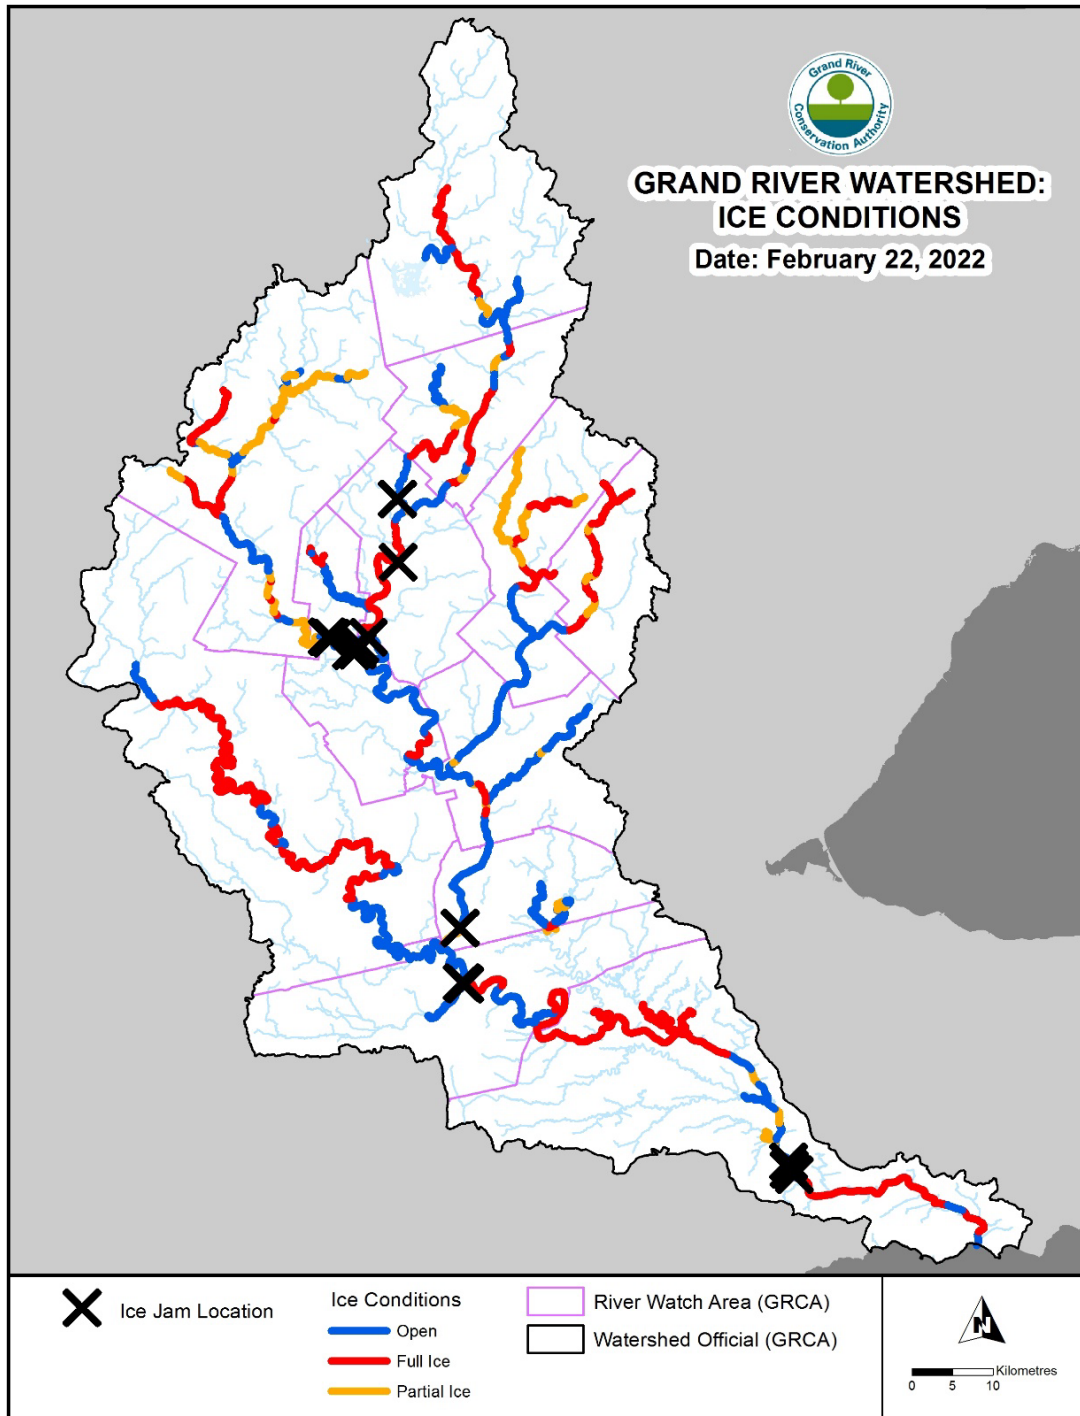 Grand River
Conservation Authority
GRAND RIVER WATERSHED:
ICE CONDITIONS
Date: February 22, 2022
Ice Jam Location
Ice Conditions
Open
Full Ice
Partial Ice
River Watch Area (GRCA)
Watershed Official (GRCA)
N
Kilometres
0 5 10